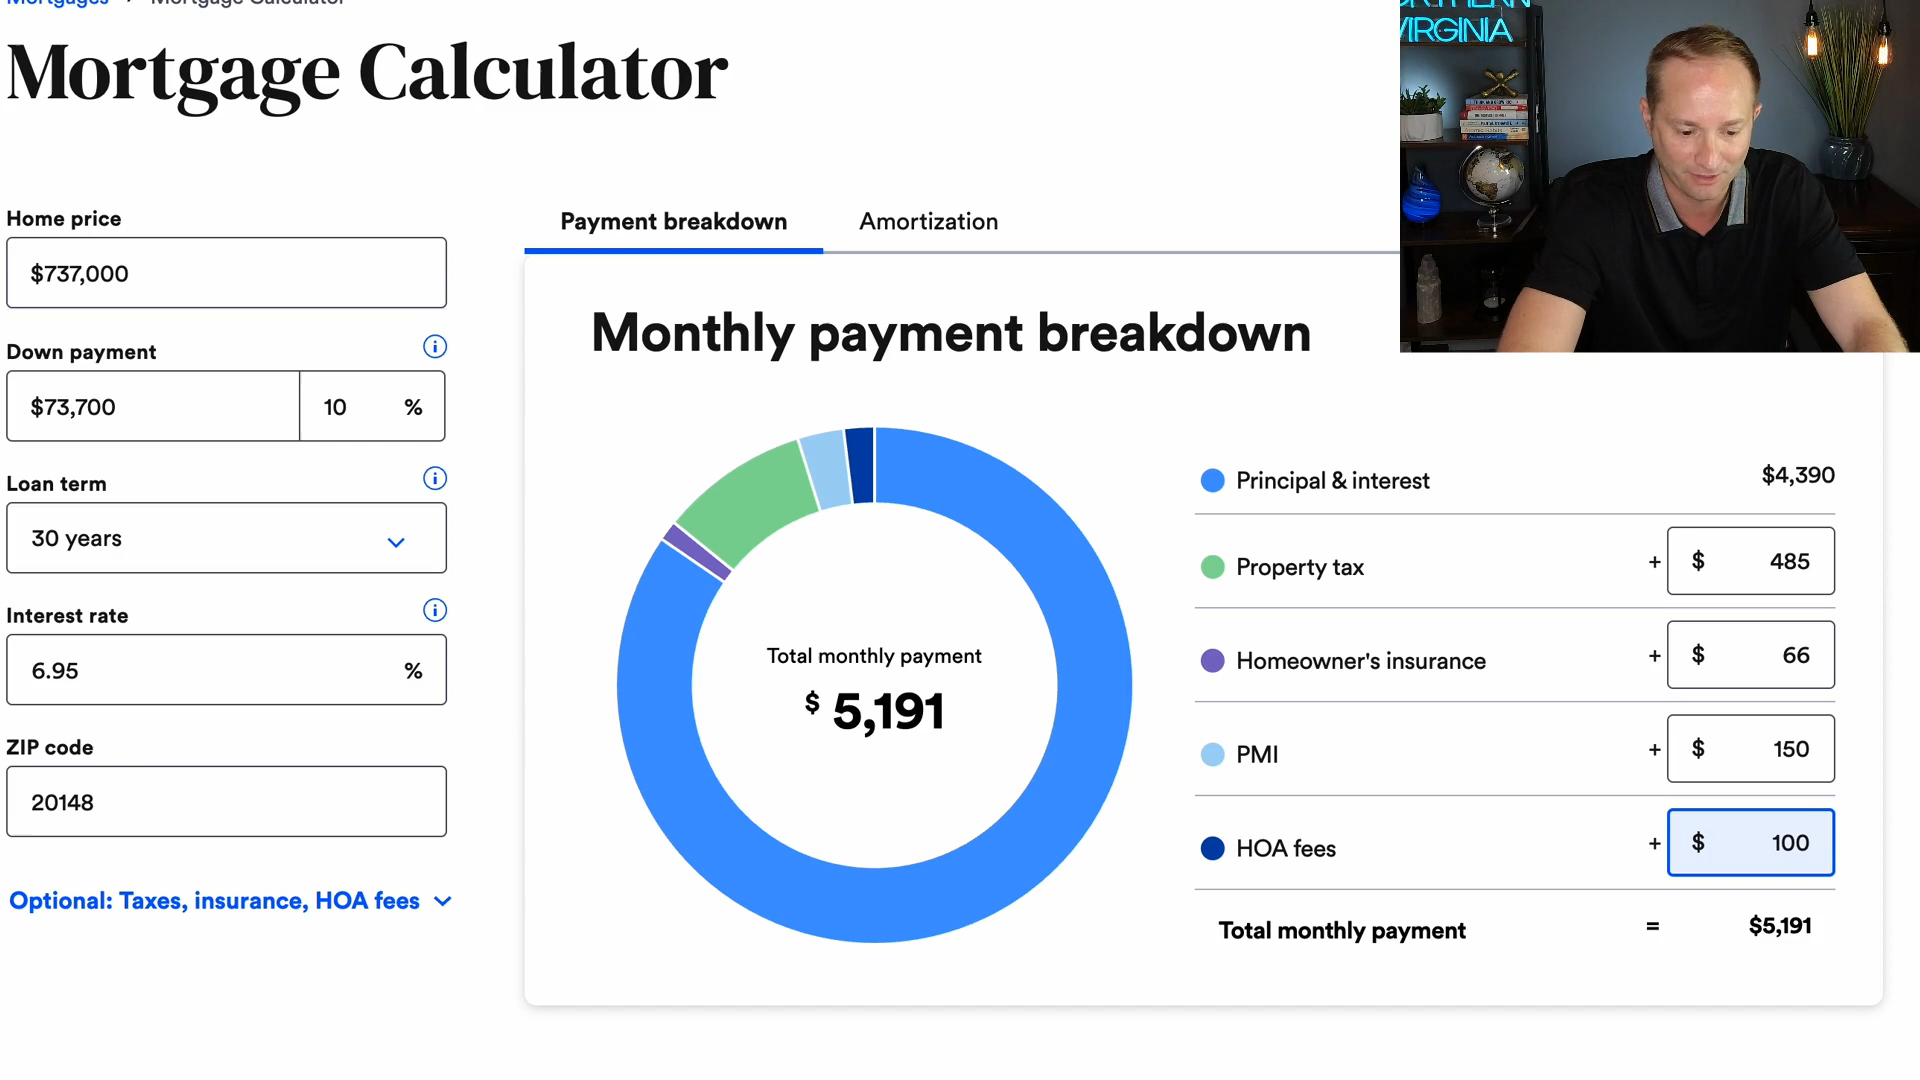 Mortgages > Mortgage Calculator
Mortgage Calculator
VIRGINIA
Home price
$737,000
Down payment
$73,700
10 %
Loan term
30 years
Interest rate
6.95 %
ZIP code
20148
Optional: Taxes, insurance, HOA fees
Payment breakdown
Amortization
Monthly payment breakdown
Total monthly payment
$ 5,191
Principal & interest $4,390
Property tax + $ 485
Homeowner's insurance + $ 66
PMI + $ 150
HOA fees + $ 100
Total monthly payment = $5,191